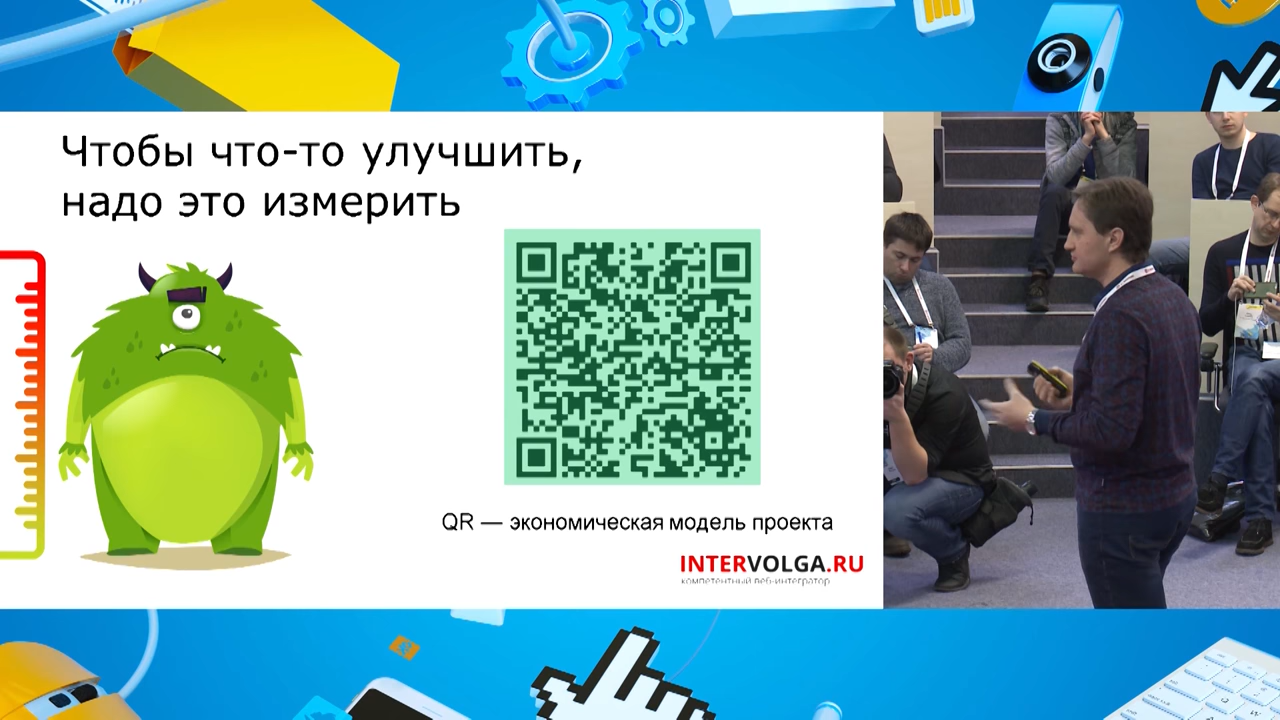 Чтобы что-то улучшить,
надо это измерить
QR — экономическая модель проекта
INTERVOLGA.RU
компетентный веб-интегратор